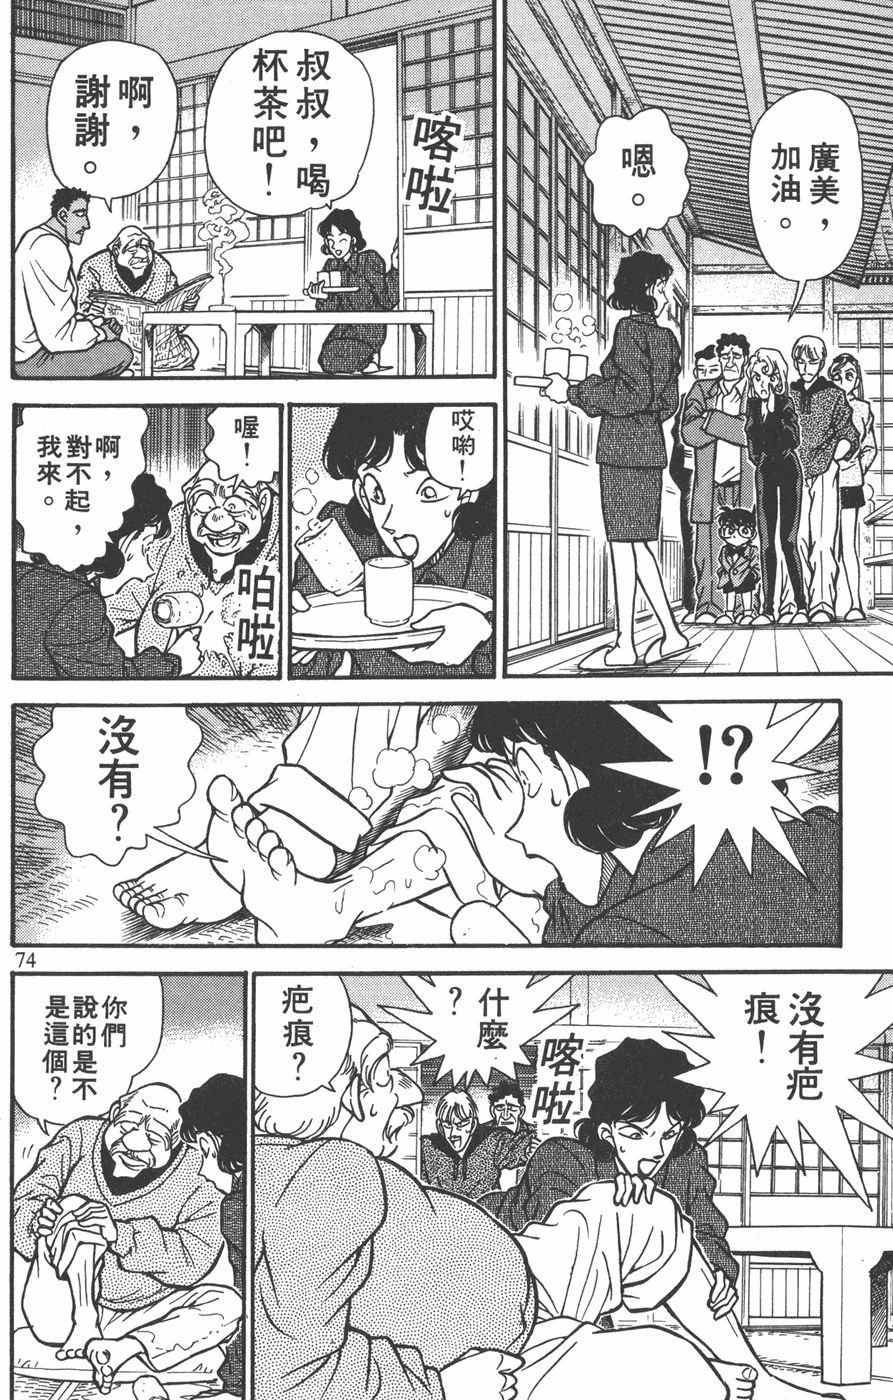 廣美，
加油。
嗯。
喀啦
叔叔，喝
杯茶吧！
啊，
謝謝。
哎喲！
喔！
啪啦
啊，
對不起，
我來。
!?
沒有？
74
沒有疤
痕！
喀啦
什麼
？
疤痕？
你們
說的是不
是這個？